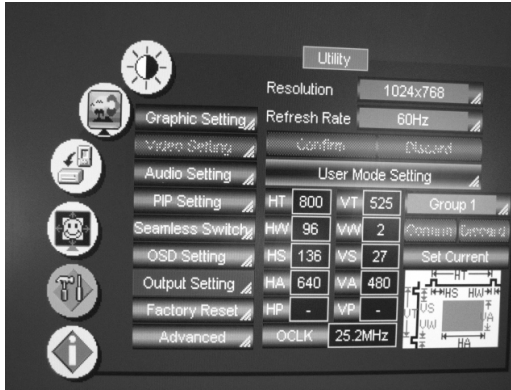 Utility
Resolution 1024x768
Graphic Setting Refresh Rate 60Hz
Video Setting Confirm Discard
Audio Setting User Mode Setting
PIP Setting HT 800 VT 525 Group 1
Seamless Switch HW 96 VW 2 Confirm Discard
OSD Setting HS 136 VS 27 Set Current
Output Setting HA 640 VA 480
Factory Reset HP - VP -
Advanced OCLK 25.2MHz
HT
HS HW
VT VS VA
VW
HA